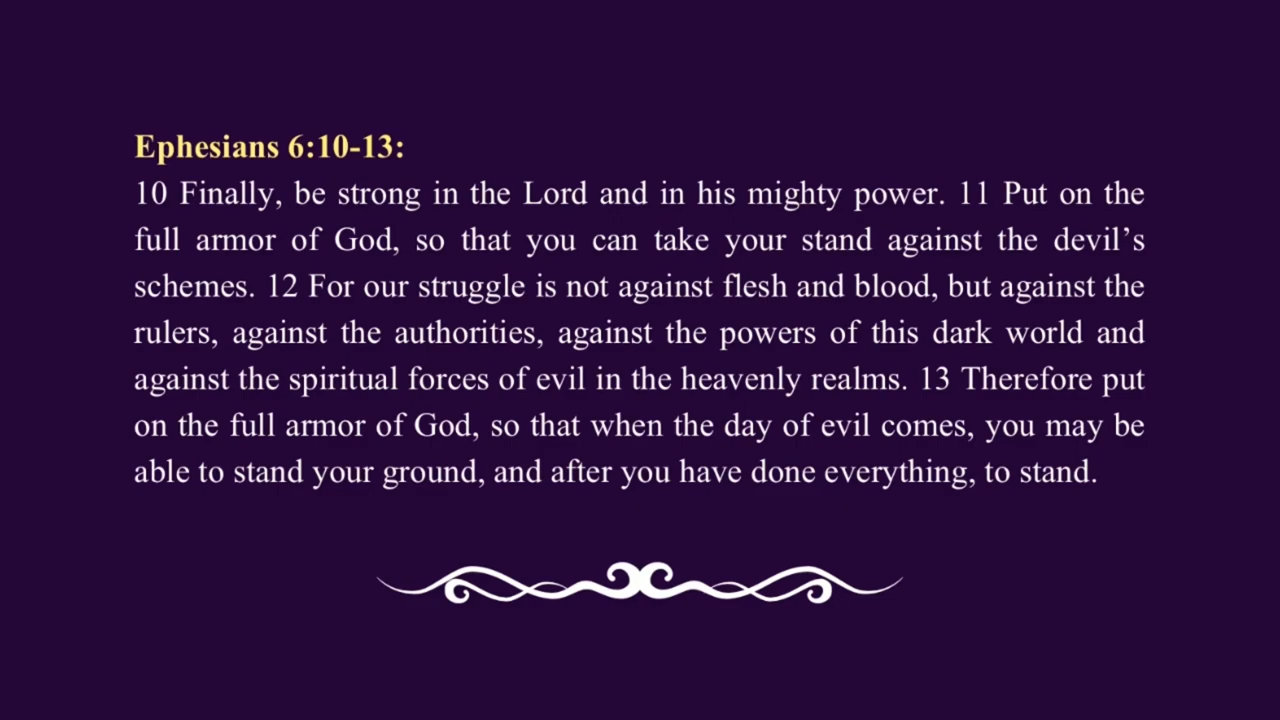 Ephesians 6:10-13:
10 Finally, be strong in the Lord and in his mighty power. 11 Put on the
full armor of God, so that you can take your stand against the devil’s
schemes. 12 For our struggle is not against flesh and blood, but against the
rulers, against the authorities, against the powers of this dark world and
against the spiritual forces of evil in the heavenly realms. 13 Therefore put
on the full armor of God, so that when the day of evil comes, you may be
able to stand your ground, and after you have done everything, to stand.